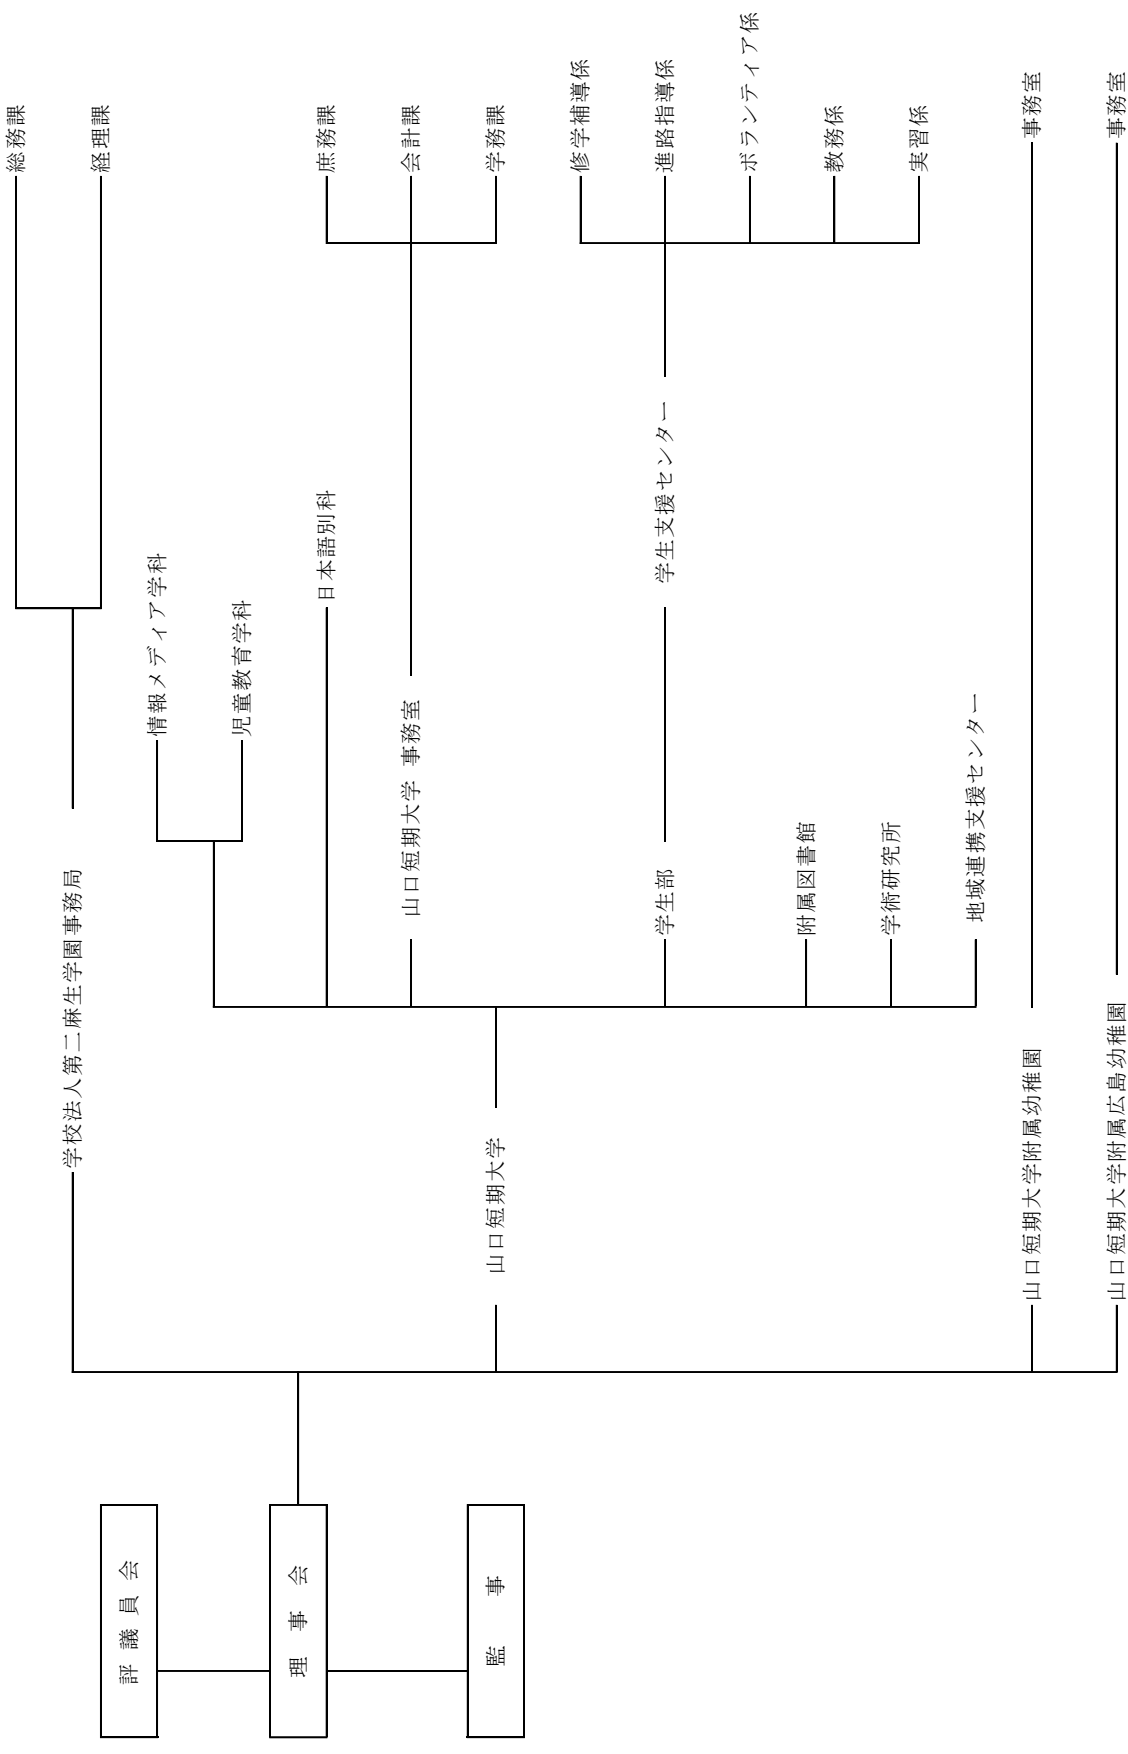 評議員会
理事会
監事
学校法人第二麻生学園事務局
総務課
経理課
山口短期大学
情報メディア学科
児童教育学科
日本語別科
山口短期大学 事務室
庶務課
会計課
学務課
学生部
学生支援センター
修学補導係
進路指導係
ボランティア係
教務係
実習係
附属図書館
学術研究所
地域連携支援センター
山口短期大学附属幼稚園
事務室
山口短期大学附属広島幼稚園
事務室